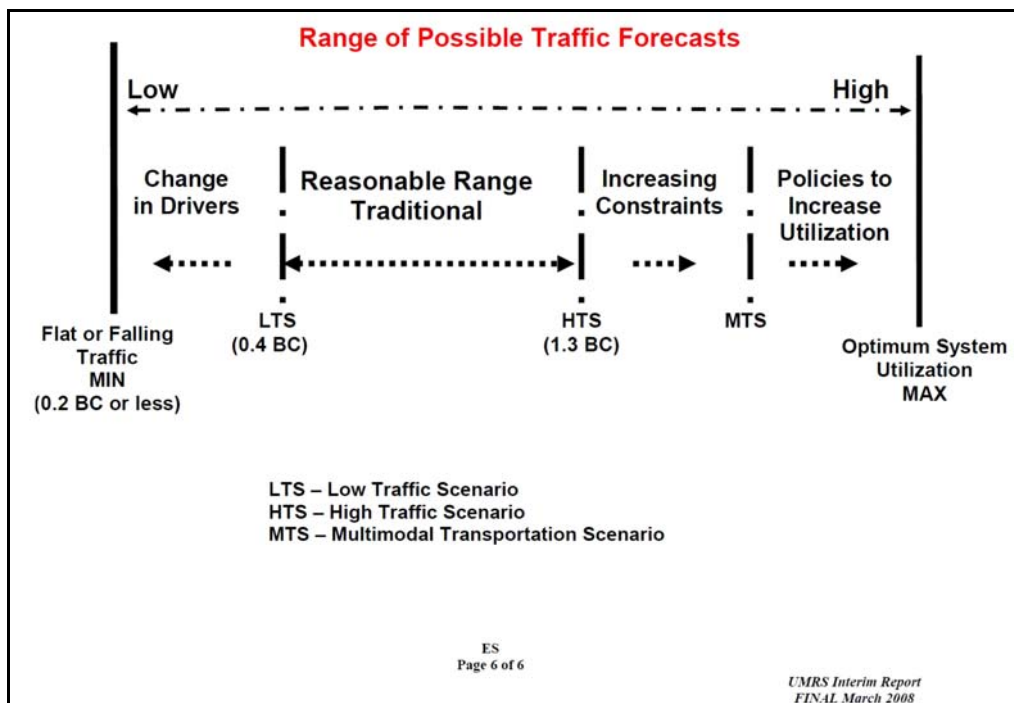 Range of Possible Traffic Forecasts
Low
High
Change
in Drivers
Reasonable Range
Traditional
Increasing
Constraints
Policies to
Increase
Utilization
Flat or Falling
Traffic
MIN
(0.2 BC or less)
LTS
(0.4 BC)
HTS
(1.3 BC)
MTS
Optimum System
Utilization
MAX
LTS – Low Traffic Scenario
HTS – High Traffic Scenario
MTS – Multimodal Transportation Scenario
ES
Page 6 of 6
UMRS Interim Report
FINAL March 2008